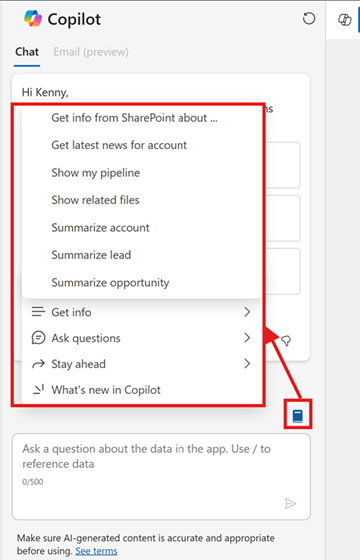 Copilot
Chat
Email (preview)
Hi Kenny,
ns
Get info from SharePoint about ...
Get latest news for account
Show my pipeline
Show related files
Summarize account
Summarize lead
Summarize opportunity
Get info
Ask questions
Stay ahead
What's new in Copilot
Ask a question about the data in the app. Use / to
reference data
0/500
Make sure AI-generated content is accurate and appropriate
before using. See terms